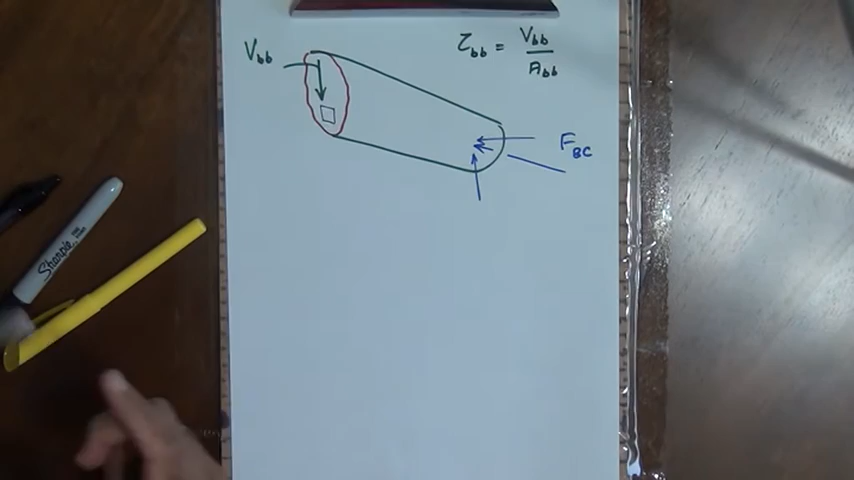 V_bb
τ_bb = V_bb / A_bb
F_BC
Sharpie